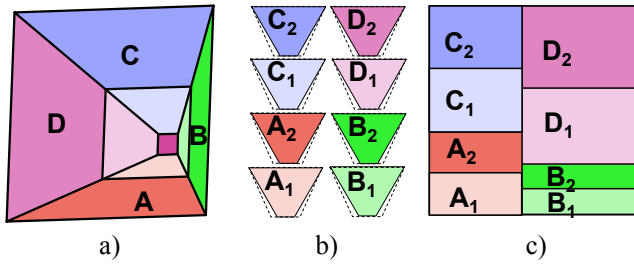 C
D
B
A
a)
C₂ D₂
C₁ D₁
A₂ B₂
A₁ B₁
b)
C₂
D₂
C₁
D₁
A₂
B₂
A₁
B₁
c)